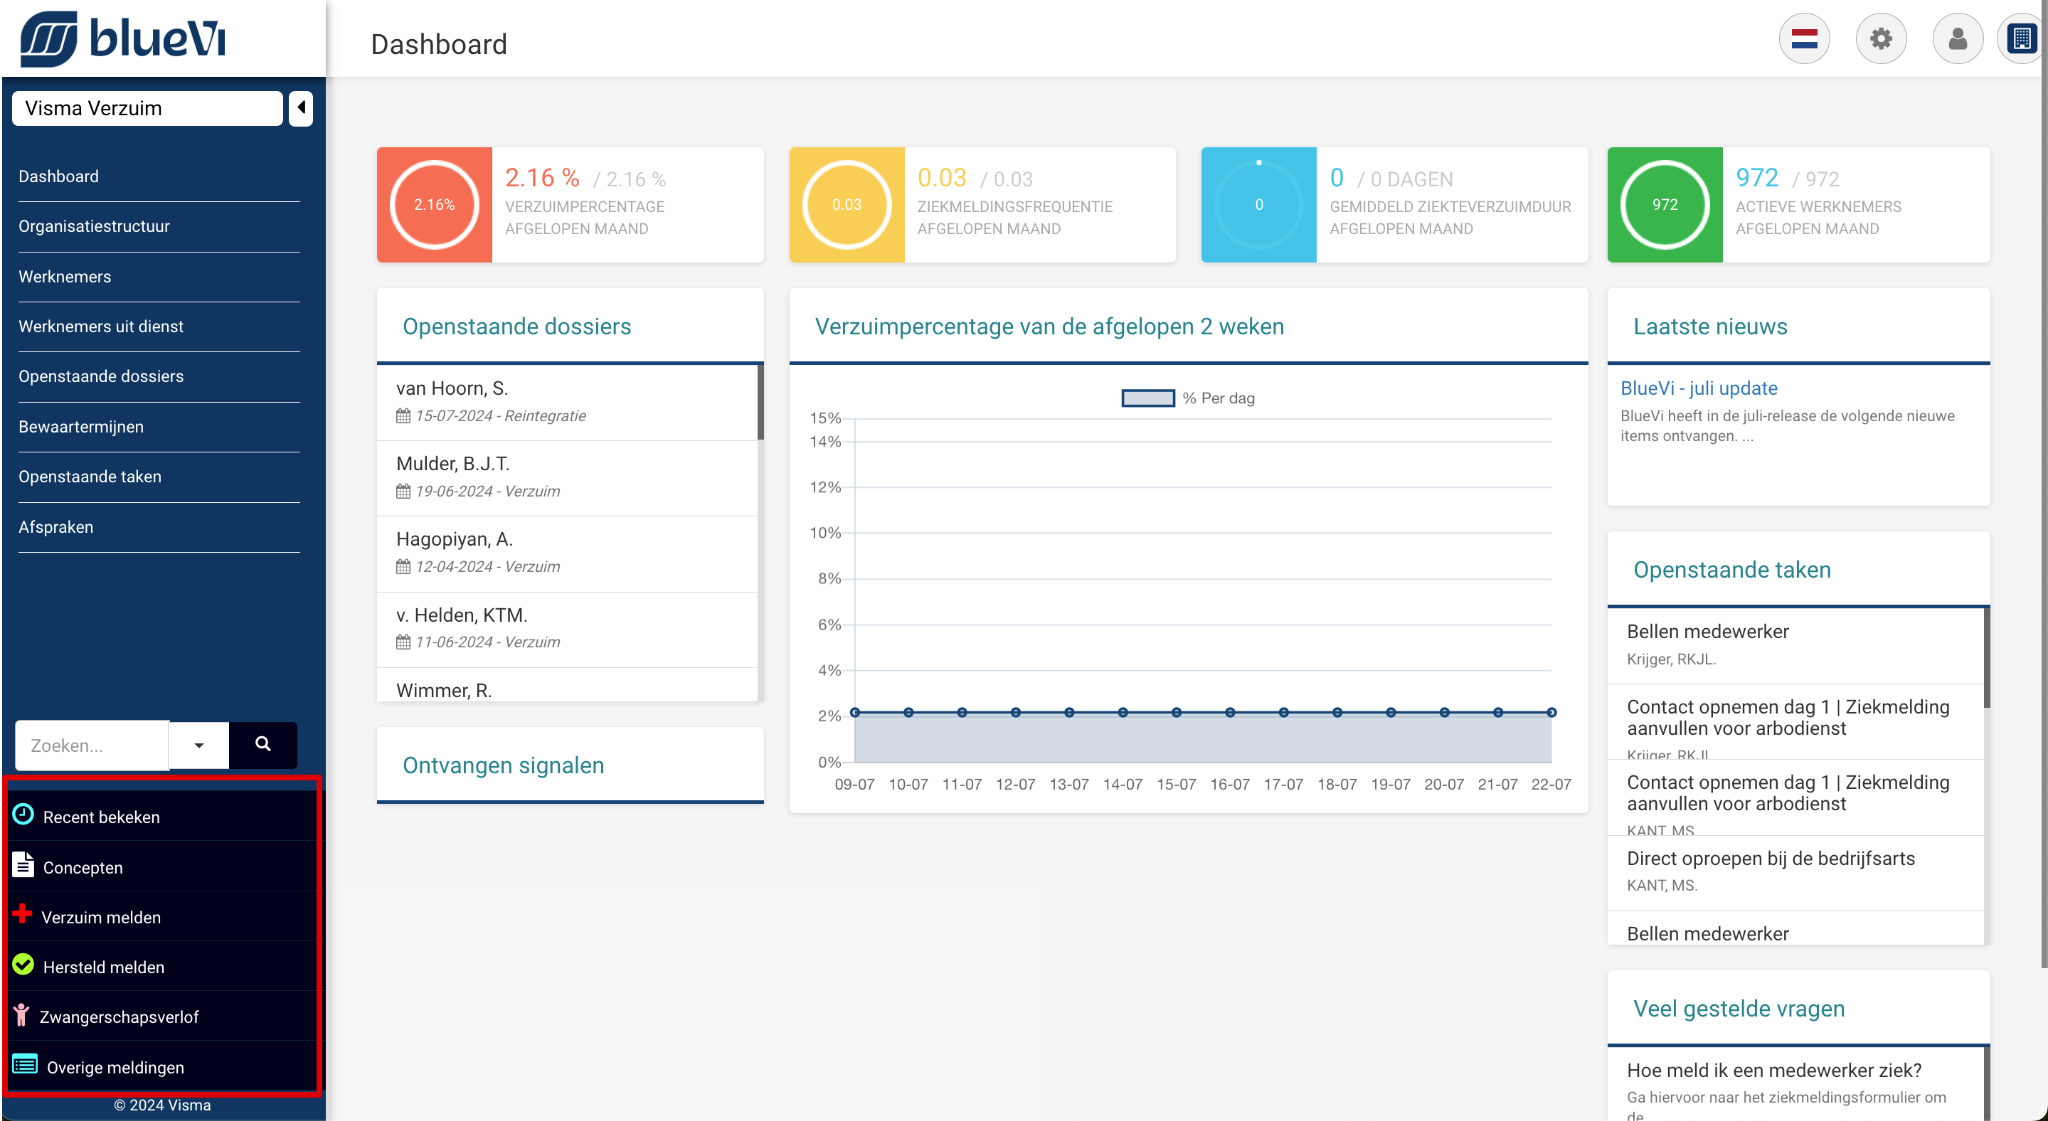 blueVi
Dashboard
Visma Verzuim
Dashboard
Organisatiestructuur
Werknemers
Werknemers uit dienst
Openstaande dossiers
Bewaartermijnen
Openstaande taken
Afspraken
Zoeken...
Recent bekeken
Concepten
Verzuim melden
Hersteld melden
Zwangerschapsverlof
Overige meldingen
© 2024 Visma
2.16%
2.16 % / 2.16 %
VERZUIMPERCENTAGE
AFGELOPEN MAAND
0.03
0.03 / 0.03
ZIEKMELDINGSFREQUENTIE
AFGELOPEN MAAND
0
0 / 0 DAGEN
GEMIDDELD ZIEKTEVERZUIMDUUR
AFGELOPEN MAAND
972
972 / 972
ACTIEVE WERKNEMERS
AFGELOPEN MAAND
Openstaande dossiers
van Hoorn, S.
15-07-2024 - Reintegratie
Mulder, B.J.T.
19-06-2024 - Verzuim
Hagopiyan, A.
12-04-2024 - Verzuim
v. Helden, KTM.
11-06-2024 - Verzuim
Wimmer, R.
Ontvangen signalen
Verzuimpercentage van de afgelopen 2 weken
% Per dag
15%
14%
12%
10%
8%
6%
4%
2%
0%
09-07 10-07 11-07 12-07 13-07 14-07 15-07 16-07 17-07 18-07 19-07 20-07 21-07 22-07
Laatste nieuws
BlueVi - juli update
BlueVi heeft in de juli-release de volgende nieuwe
items ontvangen. ...
Openstaande taken
Bellen medewerker
Krijger, RKJL.
Contact opnemen dag 1 | Ziekmelding
aanvullen voor arbodienst
Krijger, RKJL.
Contact opnemen dag 1 | Ziekmelding
aanvullen voor arbodienst
KANT, MS.
Direct oproepen bij de bedrijfsarts
KANT, MS.
Bellen medewerker
Veel gestelde vragen
Hoe meld ik een medewerker ziek?
Ga hiervoor naar het ziekmeldingsformulier om
de...